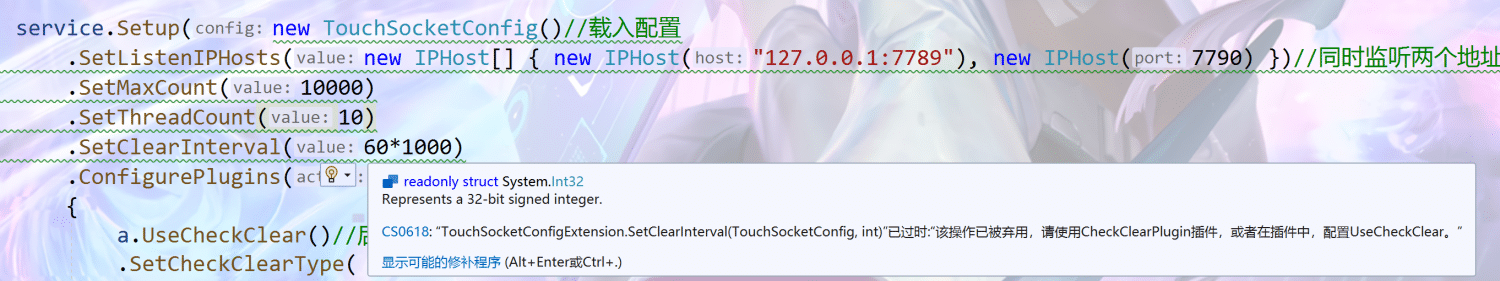 service.Setup(config: new TouchSocketConfig()//载入配置
.SetListenIPHosts(value: new IPHost[] { new IPHost(host: "127.0.0.1:7789"), new IPHost(port: 7790) })//同时监听两个地址
.SetMaxCount(value: 10000)
.SetThreadCount(value: 10)
.SetClearInterval(value: 60*1000)
.ConfigurePlugins(
readonly struct System.Int32
Represents a 32-bit signed integer.
{
a.UseCheckClear()//
CS0618: “TouchSocketConfigExtension.SetClearInterval(TouchSocketConfig, int)”已过时:“该操作已被弃用，请使用CheckClearPlugin插件，或者在插件中，配置UseCheckClear。”
.SetCheckClearType(
显示可能的修补程序 (Alt+Enter或Ctrl+.)